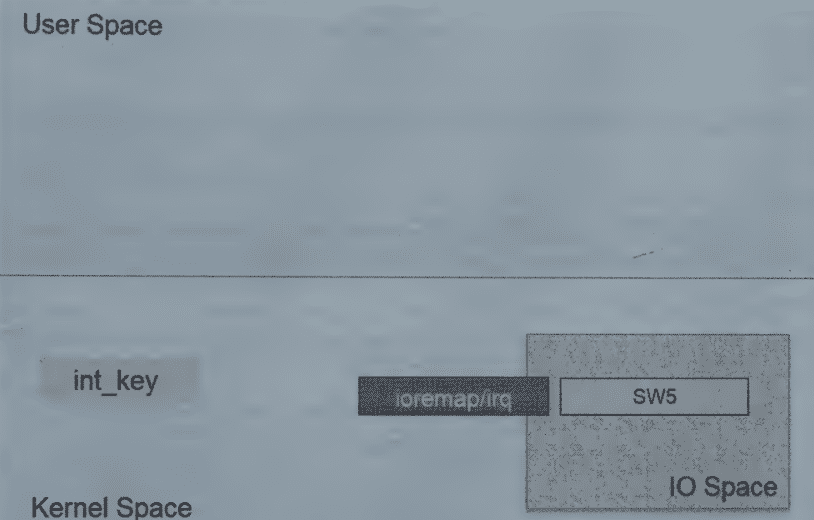 User Space
int_key
ioremap/irq
SW5
IO Space
Kernel Space